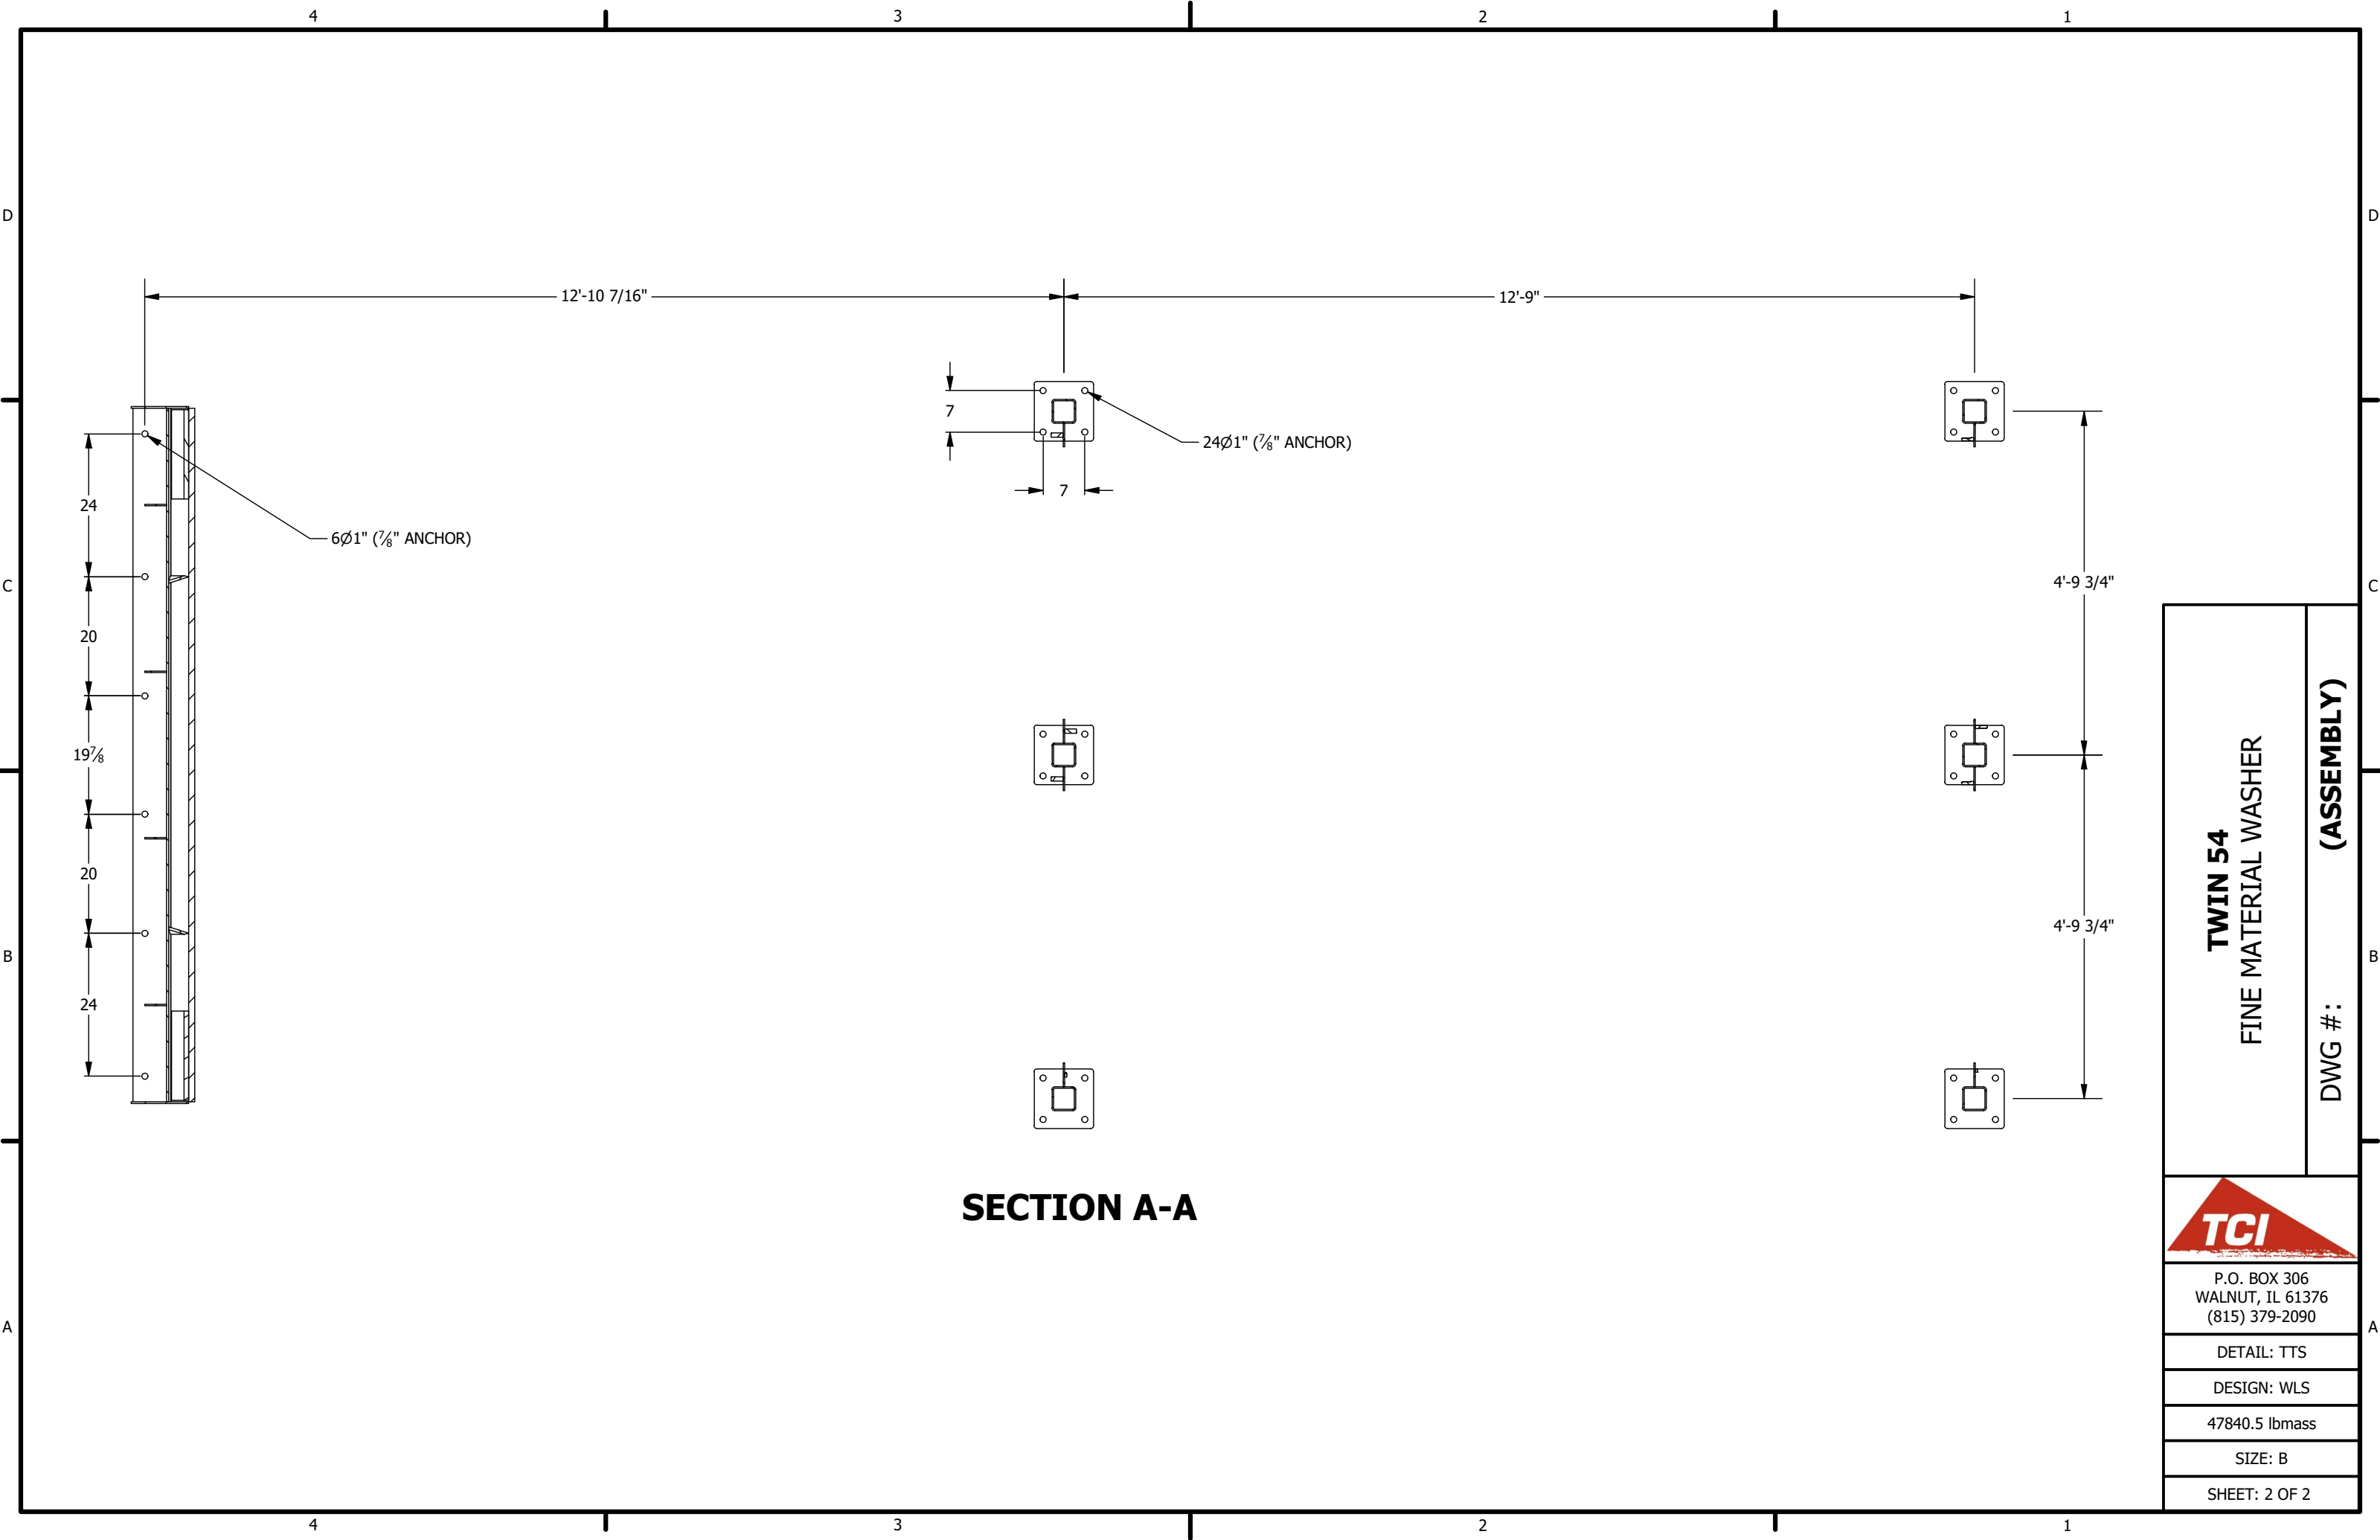 4 3 2 1
D D
12'-10 7/16" 12'-9"
7
24Ø1" (⅞" ANCHOR)
7
24
6Ø1" (⅞" ANCHOR)
C C
4'-9 3/4"
20
19⅞
20
4'-9 3/4"
B B
24
SECTION A-A
TWIN 54
FINE MATERIAL WASHER
DWG #: (ASSEMBLY)
TCI
P.O. BOX 306
WALNUT, IL 61376
(815) 379-2090
A A
DETAIL: TTS
DESIGN: WLS
47840.5 lbmass
SIZE: B
SHEET: 2 OF 2
4 3 2 1